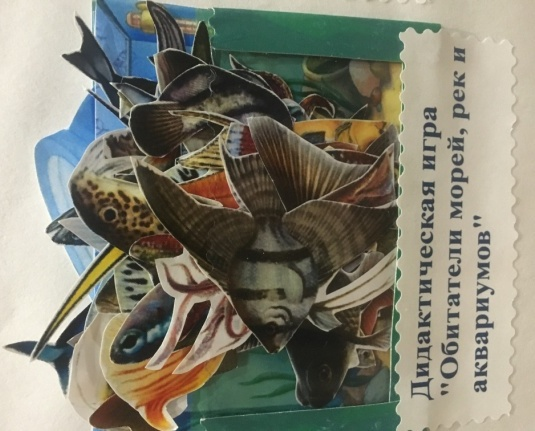 Дидактическая игра
"Обитатели морей, рек и
аквариумов"